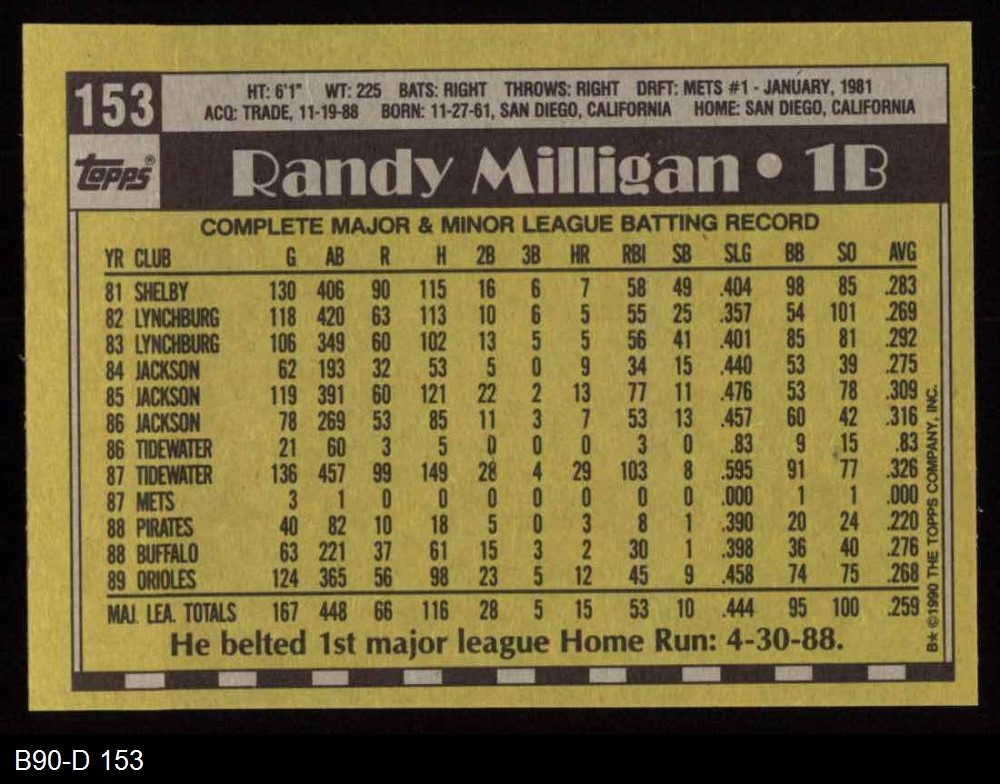 153
HT: 6'1" WT: 225 BATS: RIGHT THROWS: RIGHT DRFT: METS #1 - JANUARY, 1981
ACQ: TRADE, 11-19-88 BORN: 11-27-61, SAN DIEGO, CALIFORNIA HOME: SAN DIEGO, CALIFORNIA
Topps®
Randy Milligan • 1B
COMPLETE MAJOR & MINOR LEAGUE BATTING RECORD
YR CLUB G AB R H 2B 3B HR RBI SB SLG BB SO AVG
81 SHELBY 130 406 90 115 16 6 7 58 49 .404 98 85 .283
82 LYNCHBURG 118 420 63 113 10 6 5 55 25 .357 54 101 .269
83 LYNCHBURG 106 349 60 102 13 5 5 56 41 .401 85 81 .292
84 JACKSON 62 193 32 53 5 0 9 34 15 .440 53 39 .275
85 JACKSON 119 391 60 121 22 2 13 77 11 .476 53 78 .309
86 JACKSON 78 269 53 85 11 3 7 53 13 .457 60 42 .316
86 TIDEWATER 21 60 3 5 0 0 0 3 0 .83 9 15 .83
87 TIDEWATER 136 457 99 149 28 4 29 103 8 .595 91 77 .326
87 METS 3 1 0 0 0 0 0 0 0 .000 1 1 .000
88 PIRATES 40 82 10 18 5 0 3 8 1 .390 20 24 .220
88 BUFFALO 63 221 37 61 15 3 2 30 1 .398 36 40 .276
89 ORIOLES 124 365 56 98 23 5 12 45 9 .458 74 75 .268
MAJ. LEA. TOTALS 167 448 66 116 28 5 15 53 10 .444 95 100 .259
He belted 1st major league Home Run: 4-30-88.
B* ©1990 THE TOPPS COMPANY, INC.
B90-D 153